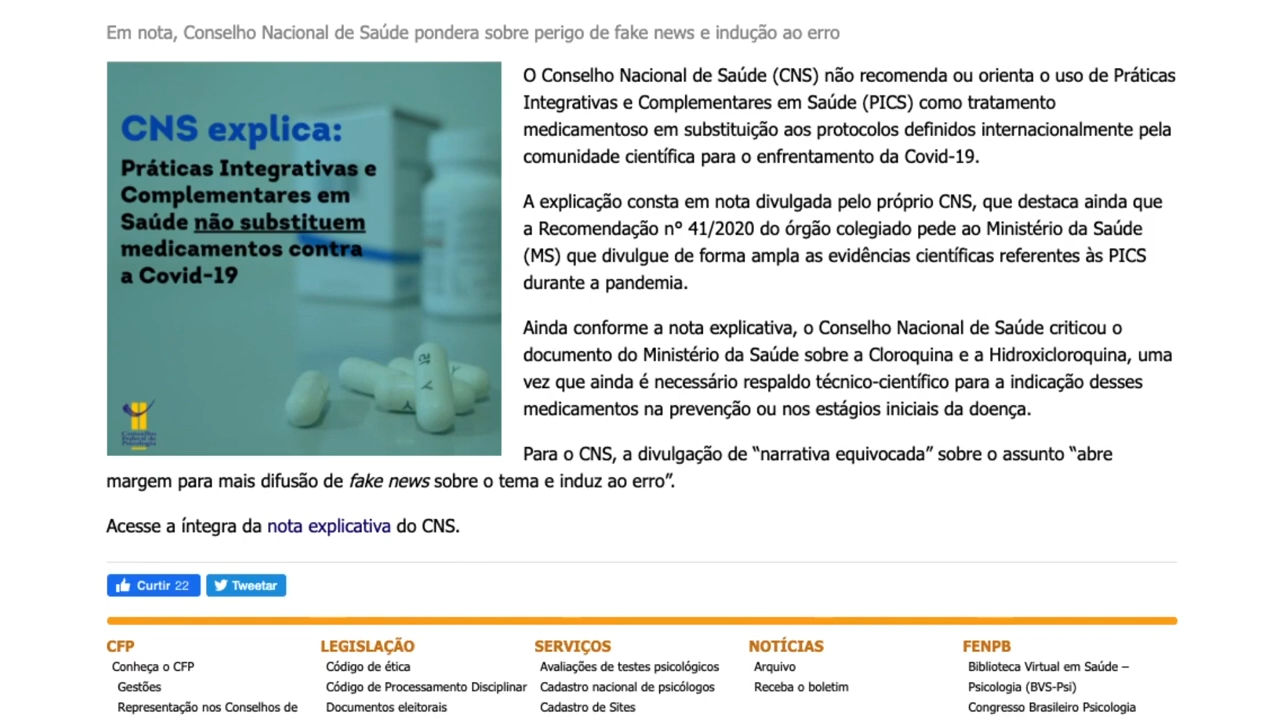 Em nota, Conselho Nacional de Saúde pondera sobre perigo de fake news e indução ao erro
CNS explica:
Práticas Integrativas e
Complementares em
Saúde não substituem
medicamentos contra
a Covid-19
Conselho
Federal de
Psicologia
O Conselho Nacional de Saúde (CNS) não recomenda ou orienta o uso de Práticas
Integrativas e Complementares em Saúde (PICS) como tratamento
medicamentoso em substituição aos protocolos definidos internacionalmente pela
comunidade científica para o enfrentamento da Covid-19.
A explicação consta em nota divulgada pelo próprio CNS, que destaca ainda que
a Recomendação nº 41/2020 do órgão colegiado pede ao Ministério da Saúde
(MS) que divulgue de forma ampla as evidências científicas referentes às PICS
durante a pandemia.
Ainda conforme a nota explicativa, o Conselho Nacional de Saúde criticou o
documento do Ministério da Saúde sobre a Cloroquina e a Hidroxicloroquina, uma
vez que ainda é necessário respaldo técnico-científico para a indicação desses
medicamentos na prevenção ou nos estágios iniciais da doença.
Para o CNS, a divulgação de “narrativa equivocada” sobre o assunto “abre
margem para mais difusão de fake news sobre o tema e induz ao erro”.
Acesse a íntegra da nota explicativa do CNS.
Curtir 22 Tweetar
CFP LEGISLAÇÃO SERVIÇOS NOTÍCIAS FENPB
Conheça o CFP Código de ética Avaliações de testes psicológicos Arquivo Biblioteca Virtual em Saúde –
Gestões Código de Processamento Disciplinar Cadastro nacional de psicólogos Receba o boletim Psicologia (BVS-Psi)
Representação nos Conselhos de Documentos eleitorais Cadastro de Sites Congresso Brasileiro Psicologia